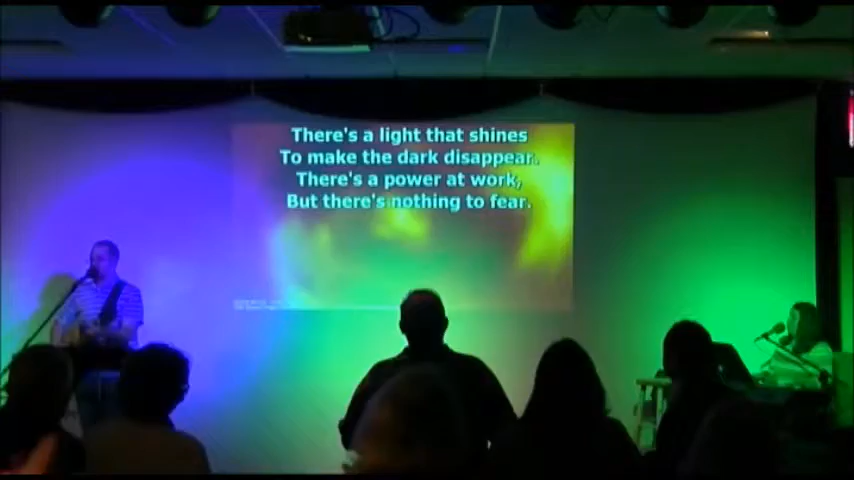 There's a light that shines
To make the dark disappear.
There's a power at work,
But there's nothing to fear.